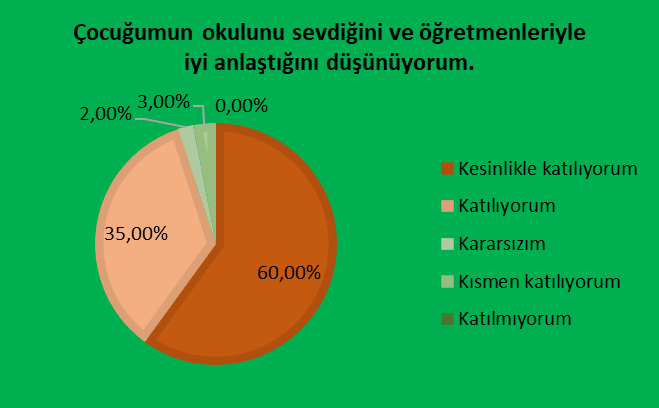 Çocuğumun okulunu sevdiğini ve öğretmenleriyle
iyi anlaştığını düşünüyorum.
2,00%
3,00%
0,00%
35,00%
60,00%
Kesinlikle katılıyorum
Katılıyorum
Kararsızım
Kısmen katılıyorum
Katılmıyorum